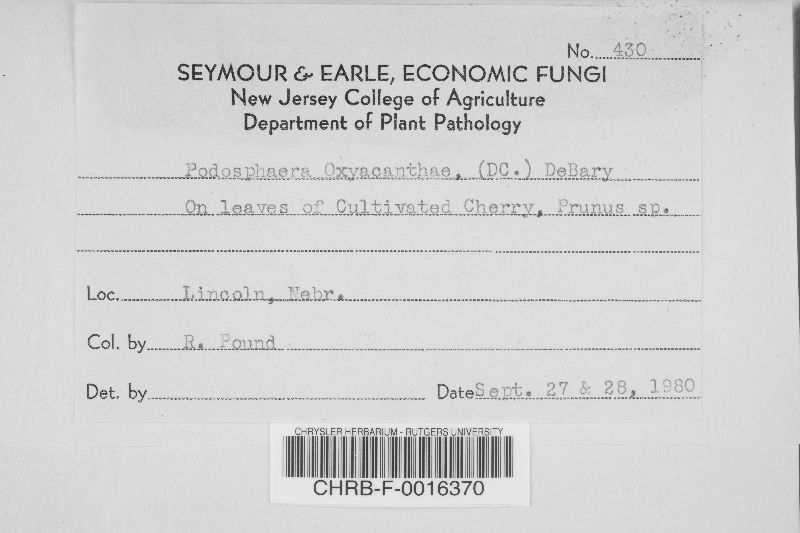 No. 430
SEYMOUR & EARLE, ECONOMIC FUNGI
New Jersey College of Agriculture
Department of Plant Pathology
Podosphaera Oxyacanthae, (DC.) DeBary
On leaves of Cultivated Cherry, Prunus sp.
Loc. Lincoln, Nebr.
Col. by R. Pound
Det. by
Date Sept. 27 & 28, 1980
CHRYSLER HERBARIUM - RUTGERS UNIVERSITY
CHRB-F-0016370